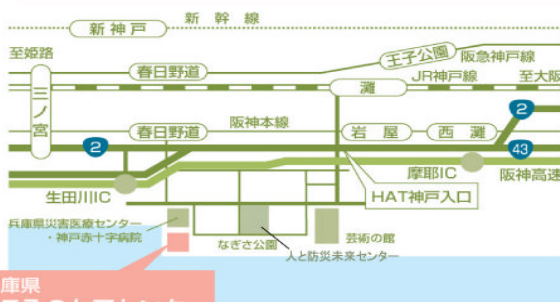 新幹線
新神戸
至姫路
王子公園
阪急神戸線
春日野道
JR神戸線
至大阪
灘
三ノ宮
2
阪神本線
春日野道
岩屋
西灘
2
43
生田川IC
摩耶IC
阪神高速
HAT神戸入口
兵庫県災害医療センター
・神戸赤十字病院
なぎさ公園
人と防災未来センター
芸術の館
庫県